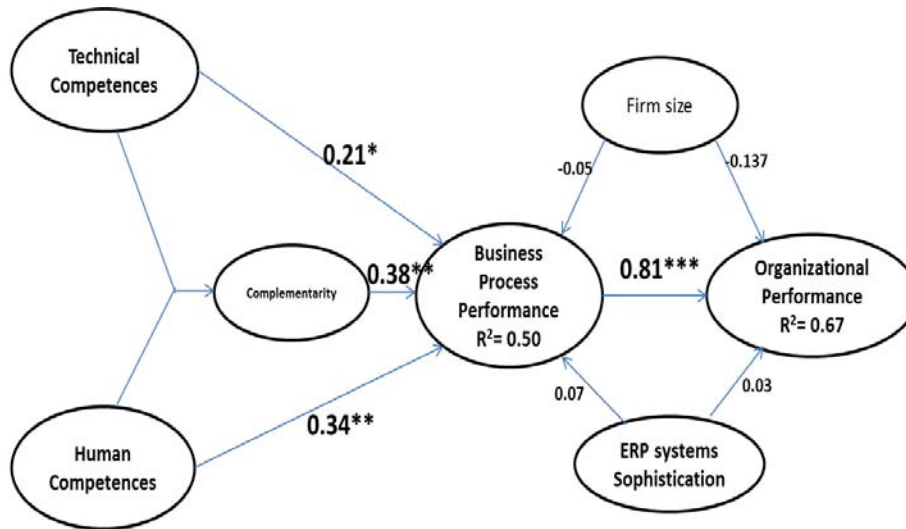 Technical
Competences
Firm size
0.21*
-0.05
-0.137
Complementarity
0.38**
Business
Process
Performance
R²= 0.50
0.81***
Organizational
Performance
R²= 0.67
0.34**
0.07
0.03
Human
Competences
ERP systems
Sophistication